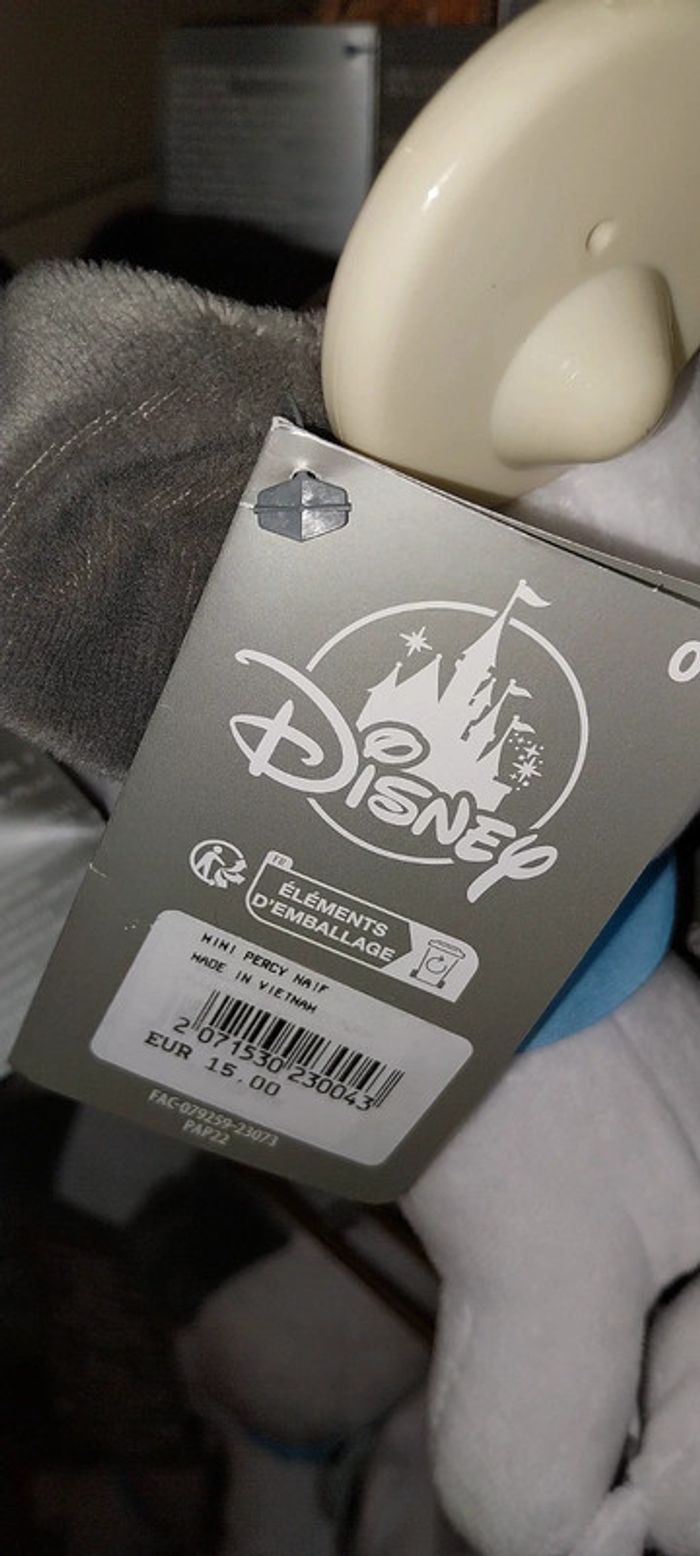 0
DISNEY
FR
ÉLÉMENTS
D'EMBALLAGE
MINI PERCY NAIF
MADE IN VIETNAM
2 071530 230043
EUR 15.00
FAC-079259-23073
PAP22